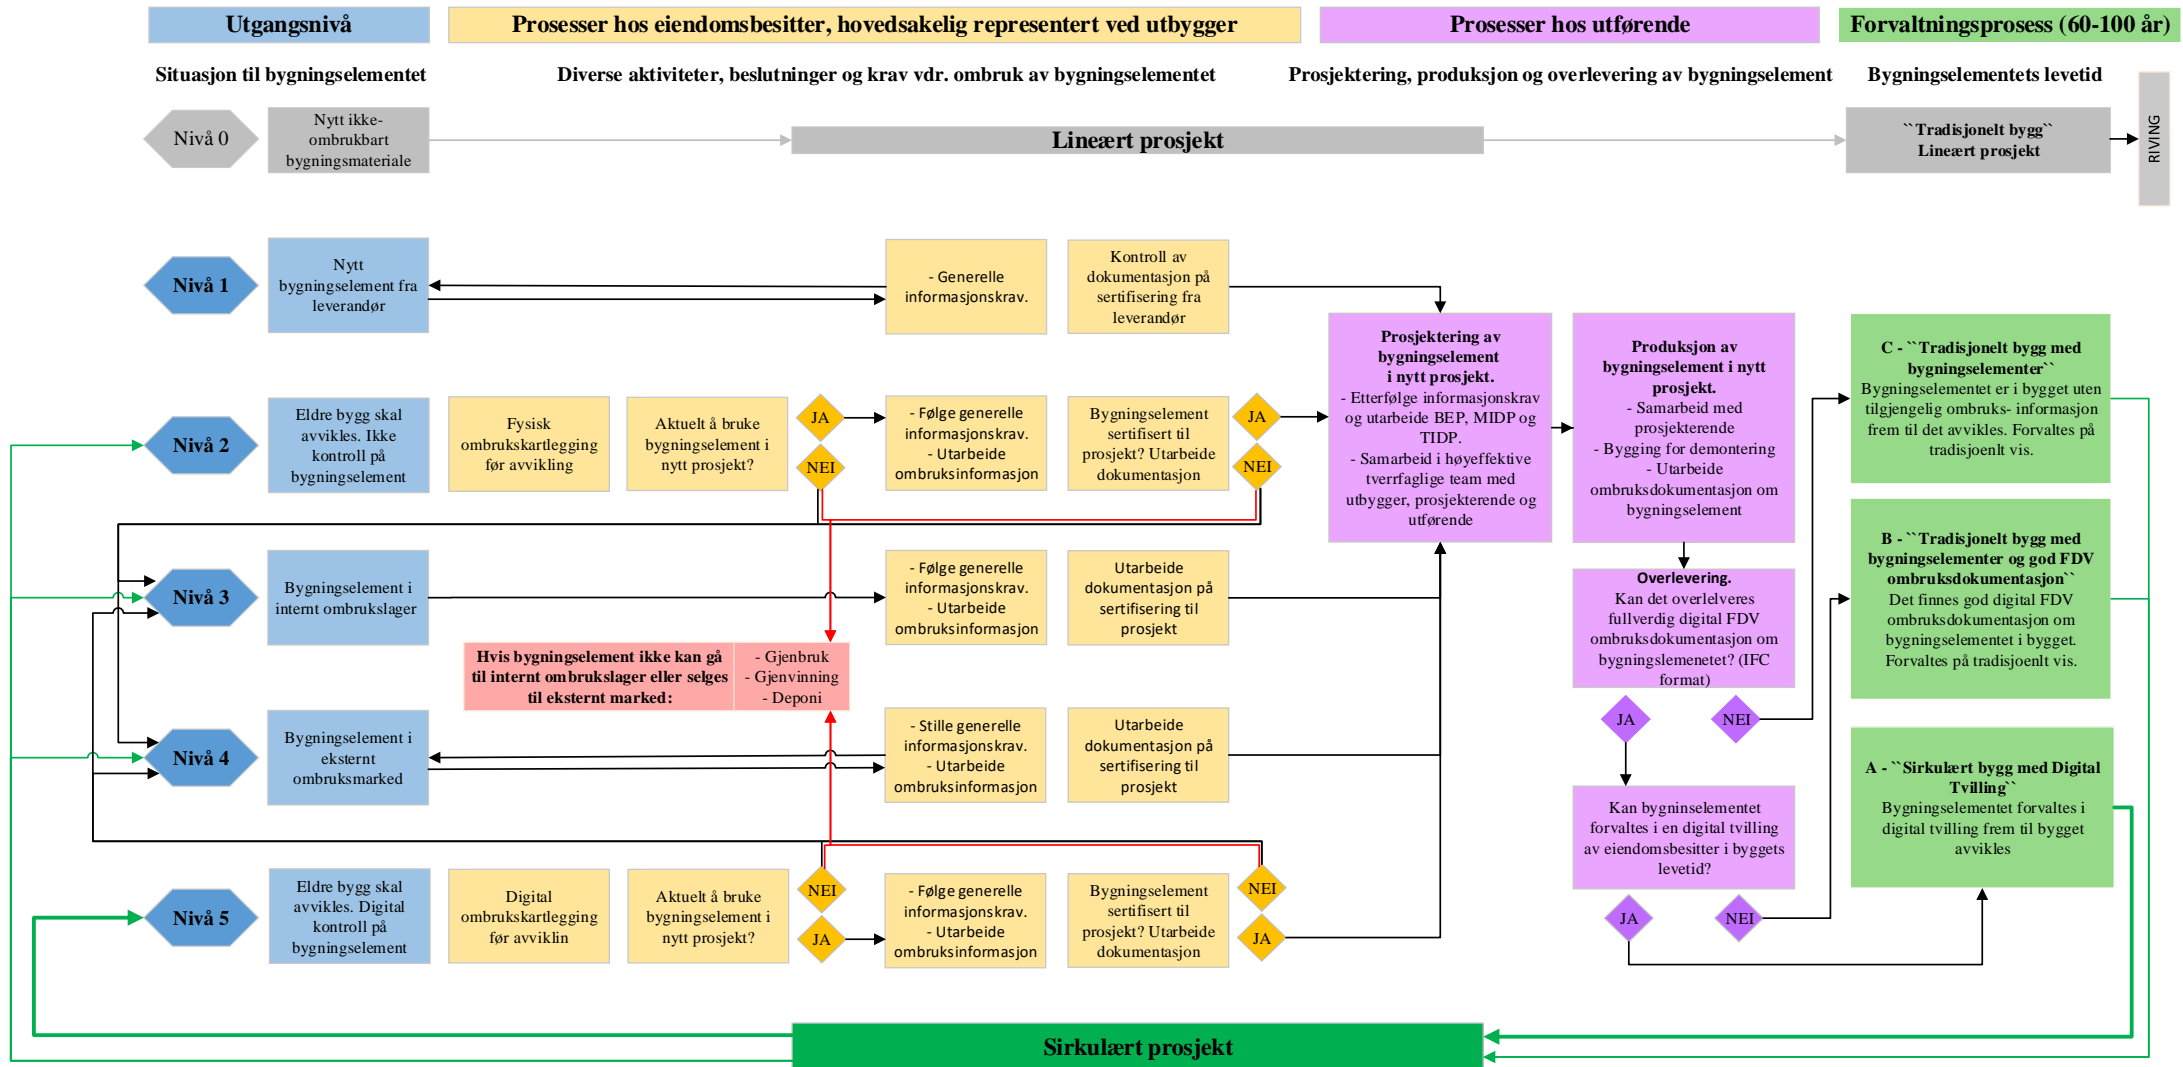 Utgangsnivå
Prosesser hos eiendomsbesitter, hovedsakelig representert ved utbygger
Prosesser hos utførende
Forvaltningsprosess (60-100 år)
Situasjon til bygningselementet
Diverse aktiviteter, beslutninger og krav vdr. ombruk av bygningselementet
Prosjektering, produksjon og overlevering av bygningselement
Bygningselementets levetid
Nivå 0
Nytt ikke-
ombrukbart
bygningsmateriale
Lineært prosjekt
``Tradisjonelt bygg``
Lineært prosjekt
RIVING
Nivå 1
Nytt
bygningselement fra
leverandør
- Generelle
informasjonskrav.
Kontroll av
dokumentasjon på
sertifisering fra
leverandør
Nivå 2
Eldre bygg skal
avvikles. Ikke
kontroll på
bygningselement
Fysisk
ombrukskartlegging
før avvikling
Aktuelt å bruke
bygningselement i
nytt prosjekt?
JA
NEI
- Følge generelle
informasjonskrav.
- Utarbeide
ombruksinformasjon
Bygningselement
sertifisert til
prosjekt? Utarbeide
dokumentasjon
JA
NEI
Prosjektering av
bygningselement
i nytt prosjekt.
- Etterfølge informasjonskrav
og utarbeide BEP, MIDP og
TIDP.
- Samarbeid i høyeffektive
tverrfaglige team med
utbygger, prosjekterende og
utførende
Produksjon av
bygningselement i nytt
prosjekt.
- Samarbeid med
prosjekterende
- Bygging for demontering
- Utarbeide
ombruksdokumentasjon om
bygningselement
C - ``Tradisjonelt bygg med
bygningselementer``
Bygningselementet er i bygget uten
tilgjengelig ombruks- informasjon
frem til det avvikles. Forvaltes på
tradisjoenlt vis.
Nivå 3
Bygningselement i
internt ombrukslager
- Følge generelle
informasjonskrav.
- Utarbeide
ombruksinformasjon
Utarbeide
dokumentasjon på
sertifisering til
prosjekt
Hvis bygningselement ikke kan gå
til internt ombrukslager eller selges
til eksternt marked:
- Gjenbruk
- Gjenvinning
- Deponi
Overlevering.
Kan det overlelveres
fullverdig digital FDV
ombruksdokumentasjon om
bygningslemenetet? (IFC
format)
JA
NEI
B - ``Tradisjonelt bygg med
bygningselementer og god FDV
ombruksdokumentasjon``
Det finnes god digital FDV
ombruksdokumentasjon om
bygningselementet i bygget.
Forvaltes på tradisjoenlt vis.
Nivå 4
Bygningselement i
eksternt
ombruksmarked
- Stille generelle
informasjonskrav.
- Utarbeide
ombruksinformasjon
Utarbeide
dokumentasjon på
sertifisering til
prosjekt
Kan bygninselementet
forvaltes i en digital tvilling
av eiendomsbesitter i byggets
levetid?
JA
NEI
A - ``Sirkulært bygg med Digital
Tvilling``
Bygningselementet forvaltes i
digital tvilling frem til bygget
avvikles
Nivå 5
Eldre bygg skal
avvikles. Digital
kontroll på
bygningselement
Digital
ombrukskartlegging
før avviklin
Aktuelt å bruke
bygningselement i
nytt prosjekt?
NEI
JA
- Følge generelle
informasjonskrav.
- Utarbeide
ombruksinformasjon
Bygningselement
sertifisert til
prosjekt? Utarbeide
dokumentasjon
NEI
JA
Sirkulært prosjekt